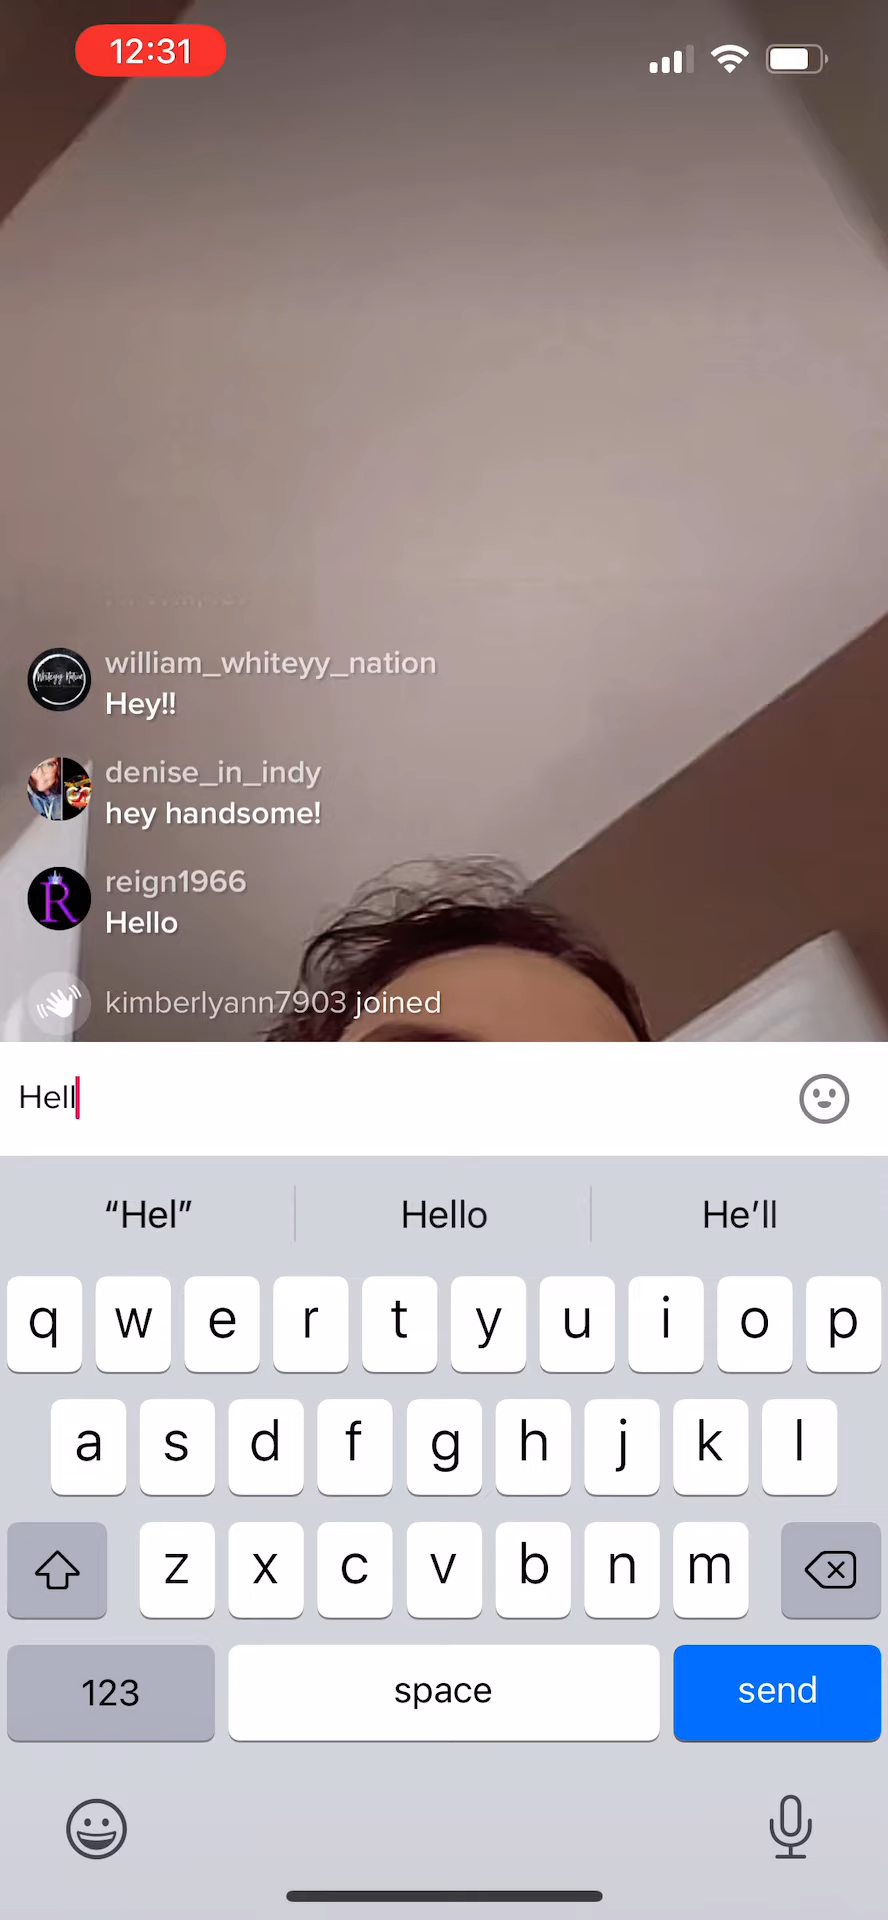 12:31
william_whiteyy_nation
Hey!!
denise_in_indy
hey handsome!
R
reign1966
Hello
kimberlyann7903 joined
Hell
“Hel” Hello He’ll
q w e r t y u i o p
a s d f g h j k l
z x c v b n m
123 space send